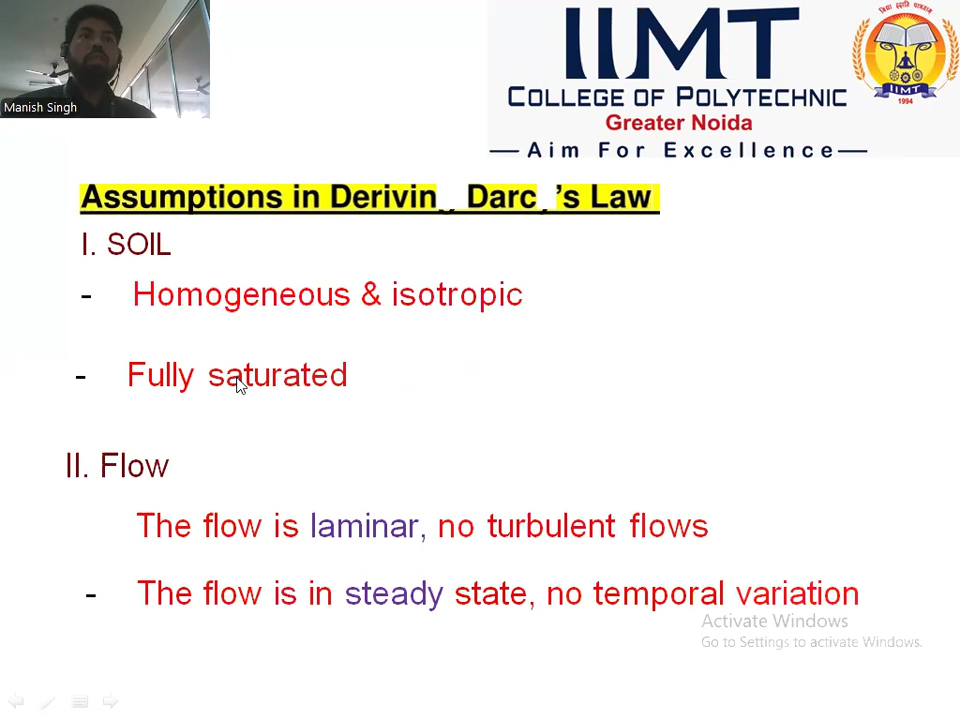 Manish Singh
IIMT
COLLEGE OF POLYTECHNIC
Greater Noida
Aim For Excellence
IIMT
1994
Assumptions in Deriving Darcy's Law
I. SOIL
- Homogeneous & isotropic
- Fully saturated
II. Flow
The flow is laminar, no turbulent flows
- The flow is in steady state, no temporal variation
Activate Windows
Go to Settings to activate Windows.